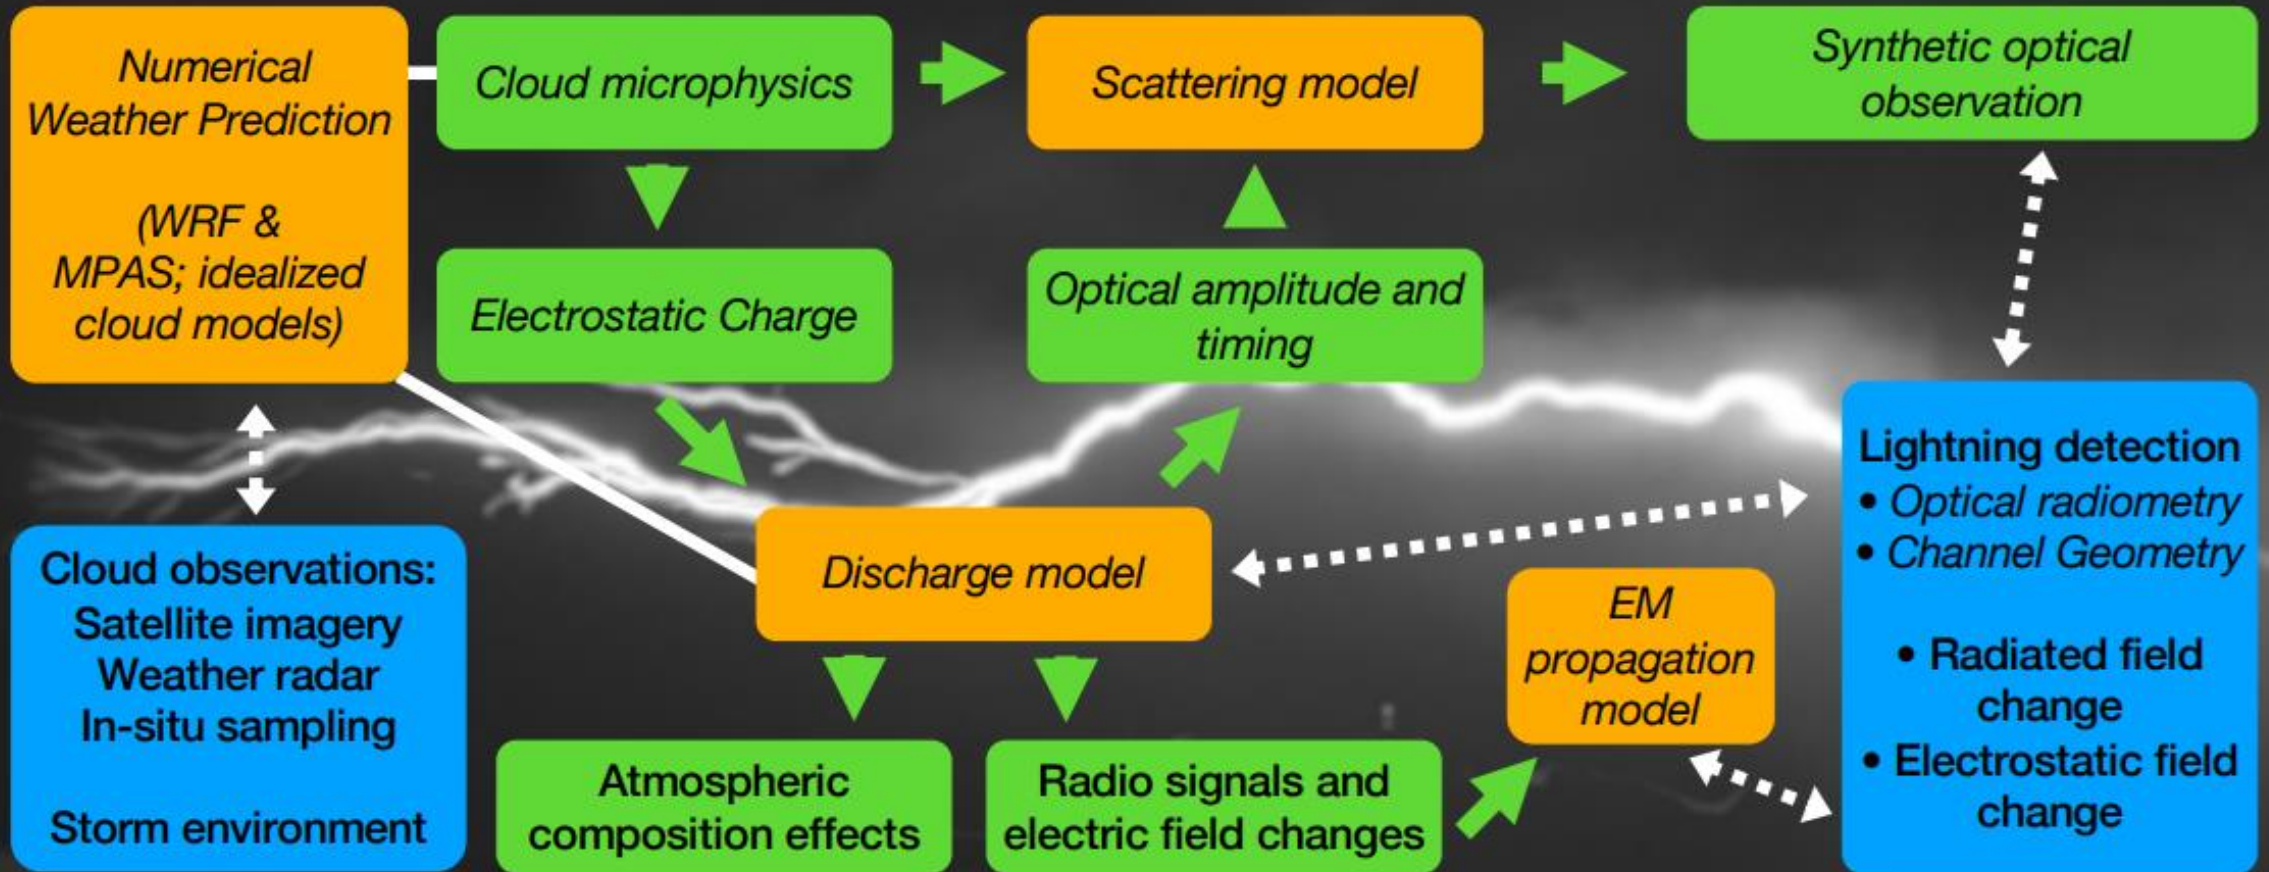 Numerical
Weather Prediction
(WRF &
MPAS; idealized
cloud models)
Cloud microphysics
Scattering model
Synthetic optical
observation
Electrostatic Charge
Optical amplitude and
timing
Discharge model
EM
propagation
model
Lightning detection
• Optical radiometry
• Channel Geometry
• Radiated field
change
• Electrostatic field
change
Cloud observations:
Satellite imagery
Weather radar
In-situ sampling
Storm environment
Atmospheric
composition effects
Radio signals and
electric field changes